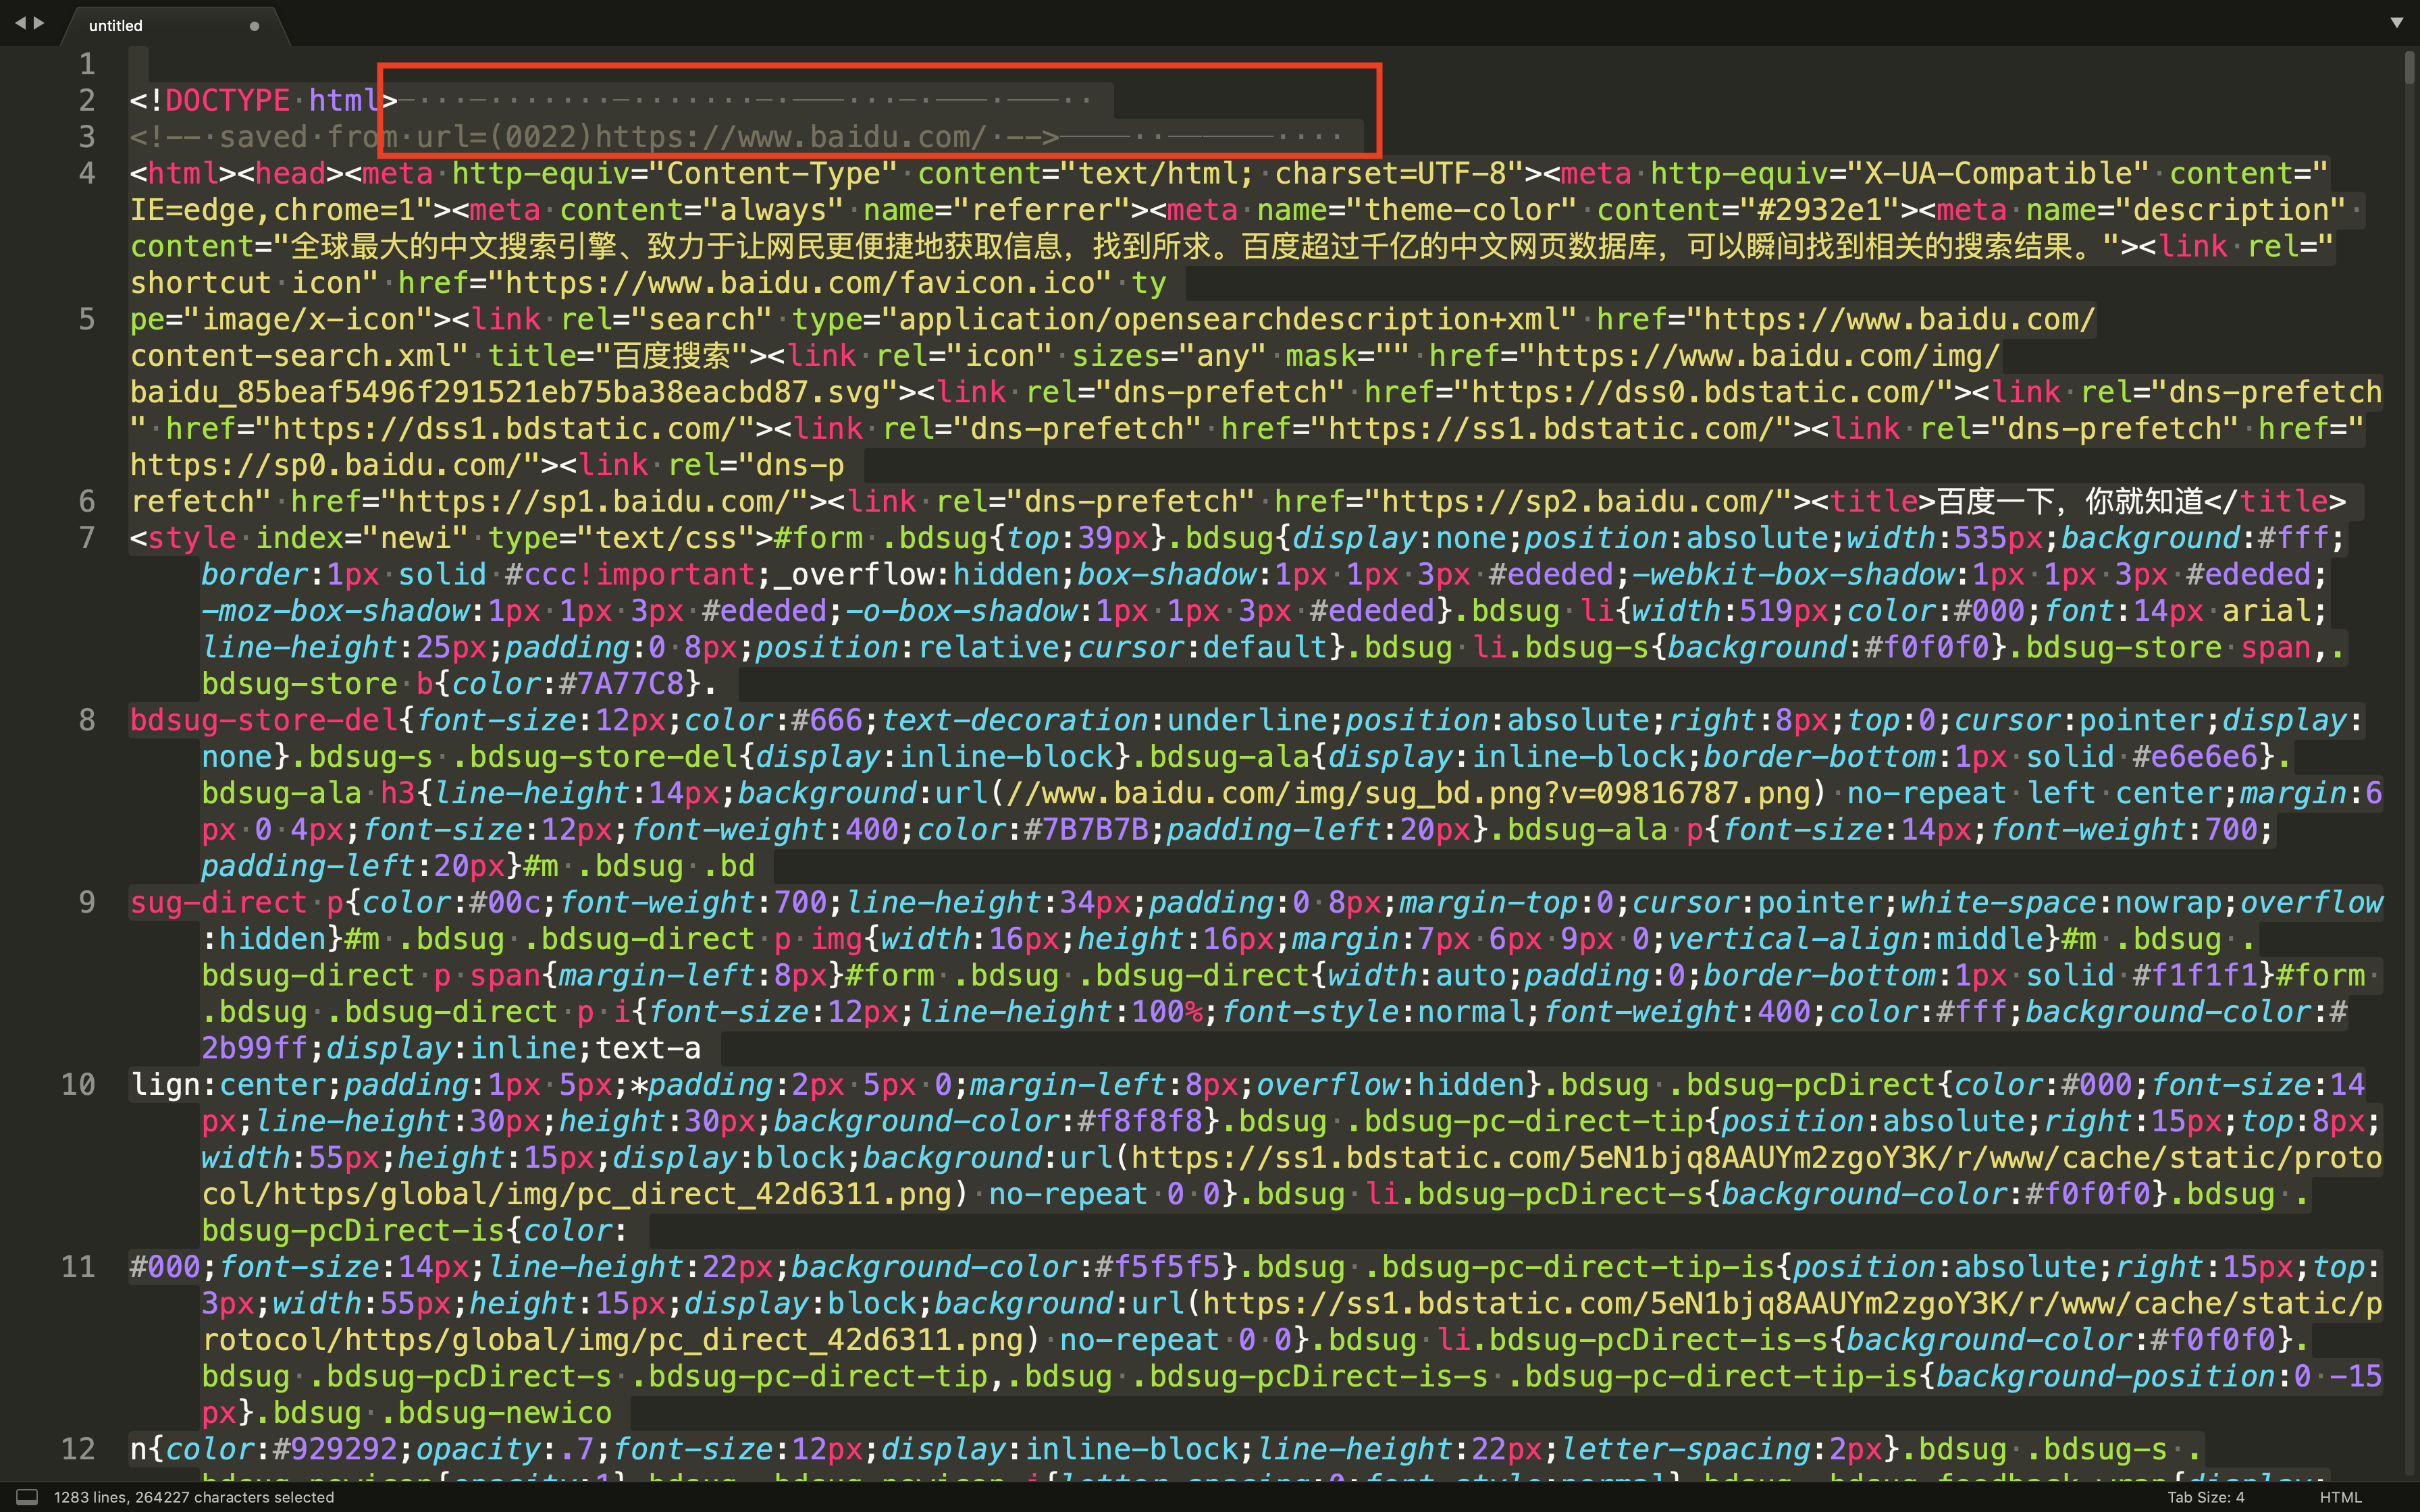 untitled
1
2 <!DOCTYPE html>
3 <!-- saved from url=(0022)https://www.baidu.com/ -->
4 <html><head><meta http-equiv="Content-Type" content="text/html; charset=UTF-8"><meta http-equiv="X-UA-Compatible" content="
IE=edge,chrome=1"><meta content="always" name="referrer"><meta name="theme-color" content="#2932e1"><meta name="description"
content="全球最大的中文搜索引擎、致力于让网民更便捷地获取信息，找到所求。百度超过千亿的中文网页数据库，可以瞬间找到相关的搜索结果。"><link rel="
shortcut icon" href="https://www.baidu.com/favicon.ico" ty
5 pe="image/x-icon"><link rel="search" type="application/opensearchdescription+xml" href="https://www.baidu.com/
content-search.xml" title="百度搜索"><link rel="icon" sizes="any" mask="" href="https://www.baidu.com/img/
baidu_85beaf5496f291521eb75ba38eacbd87.svg"><link rel="dns-prefetch" href="https://dss0.bdstatic.com/"><link rel="dns-prefetch
" href="https://dss1.bdstatic.com/"><link rel="dns-prefetch" href="https://ss1.bdstatic.com/"><link rel="dns-prefetch" href="
https://sp0.baidu.com/"><link rel="dns-p
6 refetch" href="https://sp1.baidu.com/"><link rel="dns-prefetch" href="https://sp2.baidu.com/"><title>百度一下，你就知道</title>
7 <style index="newi" type="text/css">#form .bdsug{top:39px}.bdsug{display:none;position:absolute;width:535px;background:#fff;
border:1px solid #ccc!important;_overflow:hidden;box-shadow:1px 1px 3px #ededed;-webkit-box-shadow:1px 1px 3px #ededed;
-moz-box-shadow:1px 1px 3px #ededed;-o-box-shadow:1px 1px 3px #ededed}.bdsug li{width:519px;color:#000;font:14px arial;
line-height:25px;padding:0 8px;position:relative;cursor:default}.bdsug li.bdsug-s{background:#f0f0f0}.bdsug-store span,.
bdsug-store b{color:#7A77C8}.
8 bdsug-store-del{font-size:12px;color:#666;text-decoration:underline;position:absolute;right:8px;top:0;cursor:pointer;display:
none}.bdsug-s .bdsug-store-del{display:inline-block}.bdsug-ala{display:inline-block;border-bottom:1px solid #e6e6e6}.
bdsug-ala h3{line-height:14px;background:url(//www.baidu.com/img/sug_bd.png?v=09816787.png) no-repeat left center;margin:6
px 0 4px;font-size:12px;font-weight:400;color:#7B7B7B;padding-left:20px}.bdsug-ala p{font-size:14px;font-weight:700;
padding-left:20px}#m .bdsug .bd
9 sug-direct p{color:#00c;font-weight:700;line-height:34px;padding:0 8px;margin-top:0;cursor:pointer;white-space:nowrap;overflow
:hidden}#m .bdsug .bdsug-direct p img{width:16px;height:16px;margin:7px 6px 9px 0;vertical-align:middle}#m .bdsug .
bdsug-direct p span{margin-left:8px}#form .bdsug .bdsug-direct{width:auto;padding:0;border-bottom:1px solid #f1f1f1}#form
.bdsug .bdsug-direct p i{font-size:12px;line-height:100%;font-style:normal;font-weight:400;color:#fff;background-color:#
2b99ff;display:inline;text-a
10 lign:center;padding:1px 5px;*padding:2px 5px 0;margin-left:8px;overflow:hidden}.bdsug .bdsug-pcDirect{color:#000;font-size:14
px;line-height:30px;height:30px;background-color:#f8f8f8}.bdsug .bdsug-pc-direct-tip{position:absolute;right:15px;top:8px;
width:55px;height:15px;display:block;background:url(https://ss1.bdstatic.com/5eN1bjq8AAUYm2zgoY3K/r/www/cache/static/proto
col/https/global/img/pc_direct_42d6311.png) no-repeat 0 0}.bdsug li.bdsug-pcDirect-s{background-color:#f0f0f0}.bdsug .
bdsug-pcDirect-is{color:
11 #000;font-size:14px;line-height:22px;background-color:#f5f5f5}.bdsug .bdsug-pc-direct-tip-is{position:absolute;right:15px;top:
3px;width:55px;height:15px;display:block;background:url(https://ss1.bdstatic.com/5eN1bjq8AAUYm2zgoY3K/r/www/cache/static/p
rotocol/https/global/img/pc_direct_42d6311.png) no-repeat 0 0}.bdsug li.bdsug-pcDirect-is-s{background-color:#f0f0f0}.
bdsug .bdsug-pcDirect-s .bdsug-pc-direct-tip,.bdsug .bdsug-pcDirect-is-s .bdsug-pc-direct-tip-is{background-position:0 -15
px}.bdsug .bdsug-newico
12 n{color:#929292;opacity:.7;font-size:12px;display:inline-block;line-height:22px;letter-spacing:2px}.bdsug .bdsug-s .
1283 lines, 264227 characters selected
Tab Size: 4
HTML